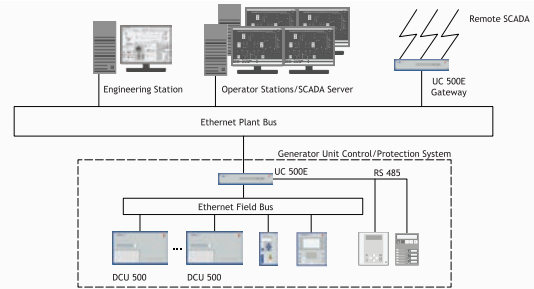 Remote SCADA
Engineering Station
Operator Stations/SCADA Server
UC 500E
Gateway
Ethernet Plant Bus
Generator Unit Control/Protection System
UC 500E
RS 485
Ethernet Field Bus
...
DCU 500
DCU 500